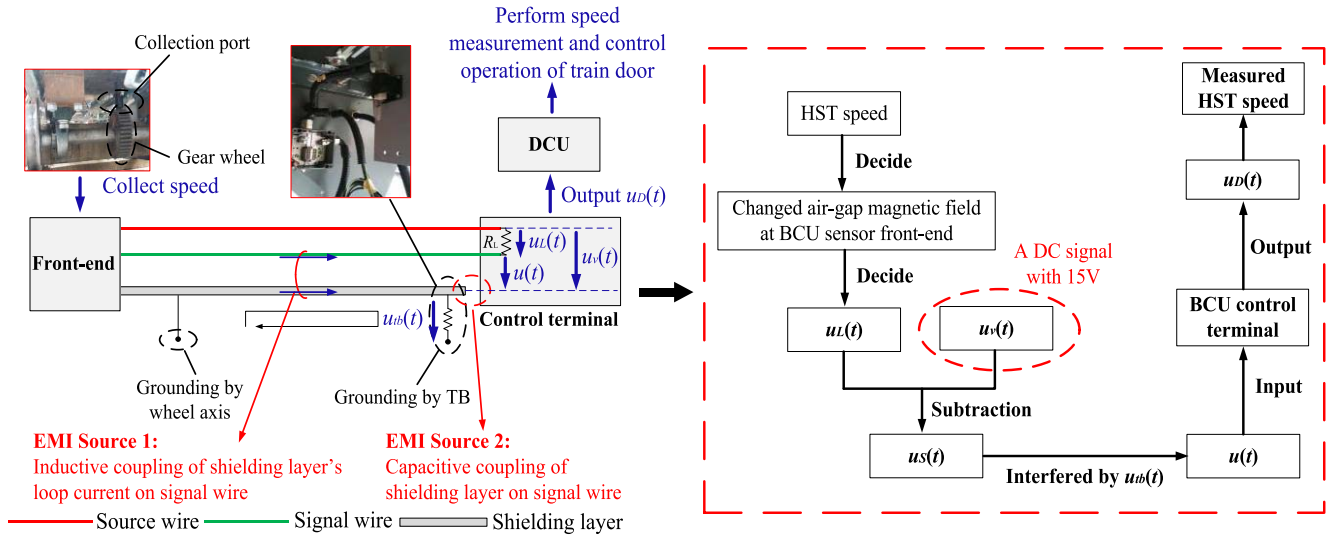 Collection port
Gear wheel
Collect speed
Perform speed
measurement and control
operation of train door
DCU
Output uD(t)
Front-end
RL
uL(t)
u(t)
uv(t)
Control terminal
utb(t)
Grounding by
wheel axis
Grounding by TB
EMI Source 1:
Inductive coupling of shielding layer's
loop current on signal wire
EMI Source 2:
Capacitive coupling of
shielding layer on signal wire
Source wire
Signal wire
Shielding layer
HST speed
Decide
Changed air-gap magnetic field
at BCU sensor front-end
Decide
A DC signal
with 15V
uL(t)
uv(t)
Subtraction
uS(t)
Interfered by utb(t)
u(t)
Input
BCU control
terminal
Output
uD(t)
Measured
HST speed